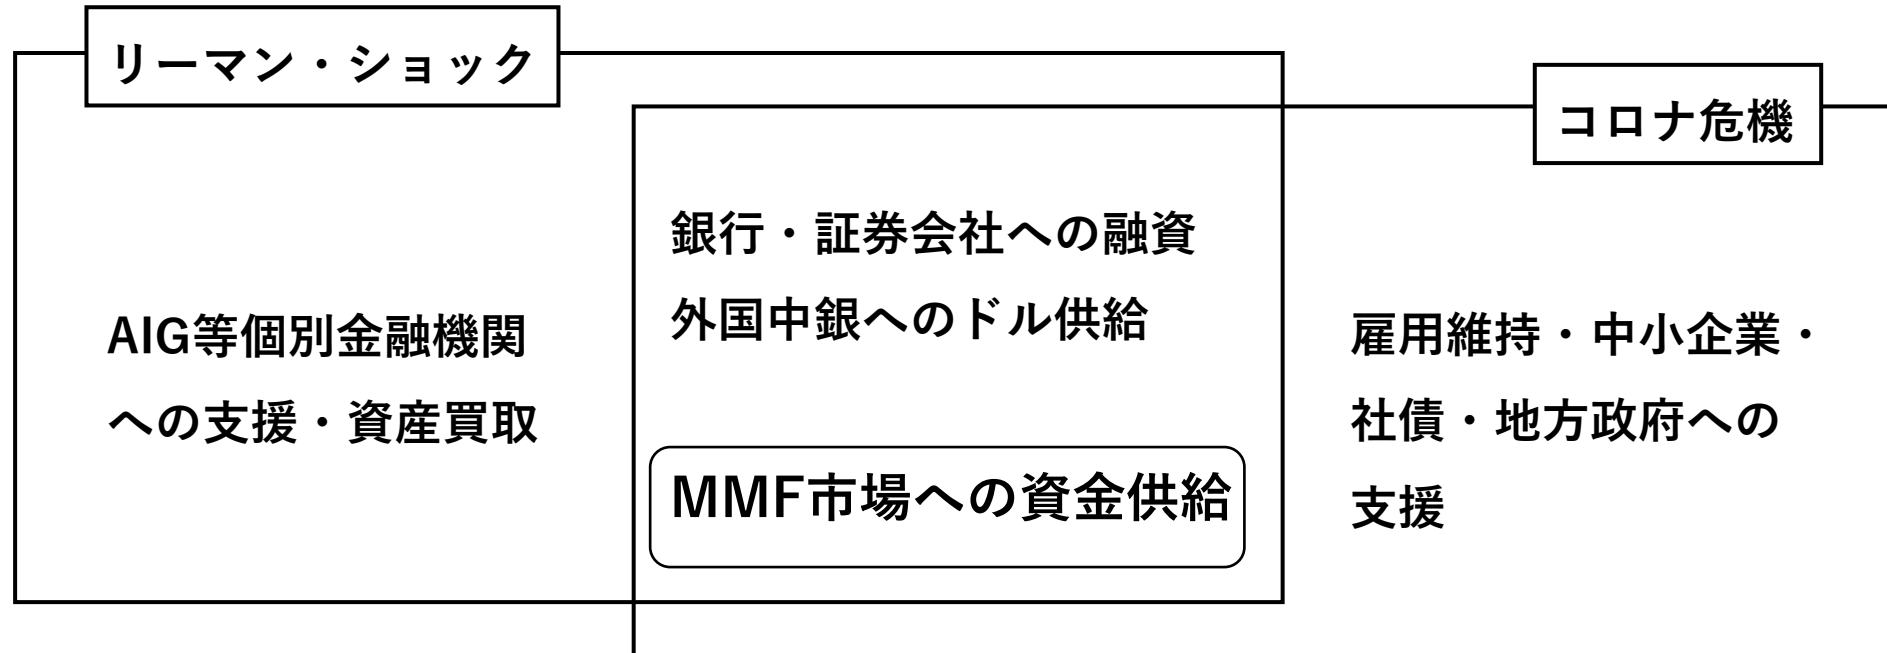 リーマン・ショック
コロナ危機
AIG等個別金融機関
への支援・資産買取
銀行・証券会社への融資
外国中銀へのドル供給
MMF市場への資金供給
雇用維持・中小企業・
社債・地方政府への
支援